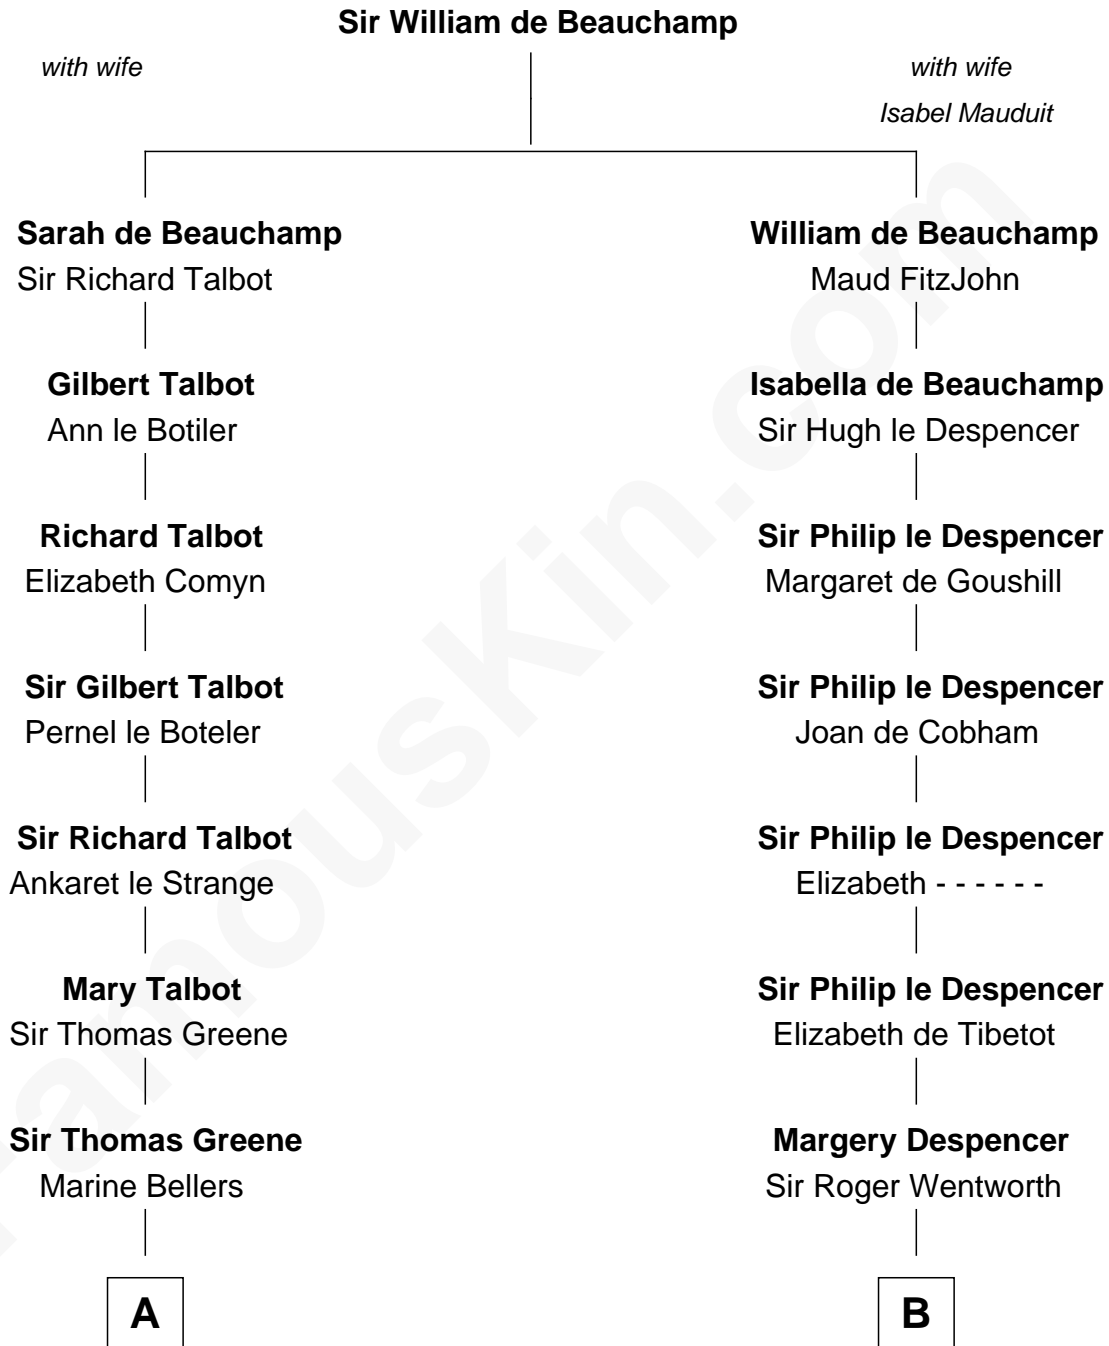 Sir William de Beauchamp
with wife
with wife
Isabel Mauduit
Sarah de Beauchamp
Sir Richard Talbot
William de Beauchamp
Maud FitzJohn
Gilbert Talbot
Ann le Botiler
Isabella de Beauchamp
Sir Hugh le Despencer
Richard Talbot
Elizabeth Comyn
Sir Philip le Despencer
Margaret de Goushill
Sir Gilbert Talbot
Pernel le Boteler
Sir Philip le Despencer
Joan de Cobham
Sir Richard Talbot
Ankaret le Strange
Sir Philip le Despencer
Elizabeth - - - - - -
Mary Talbot
Sir Thomas Greene
Sir Philip le Despencer
Elizabeth de Tibetot
Sir Thomas Greene
Marine Bellers
Margery Despencer
Sir Roger Wentworth
A
B
FamousKin.com